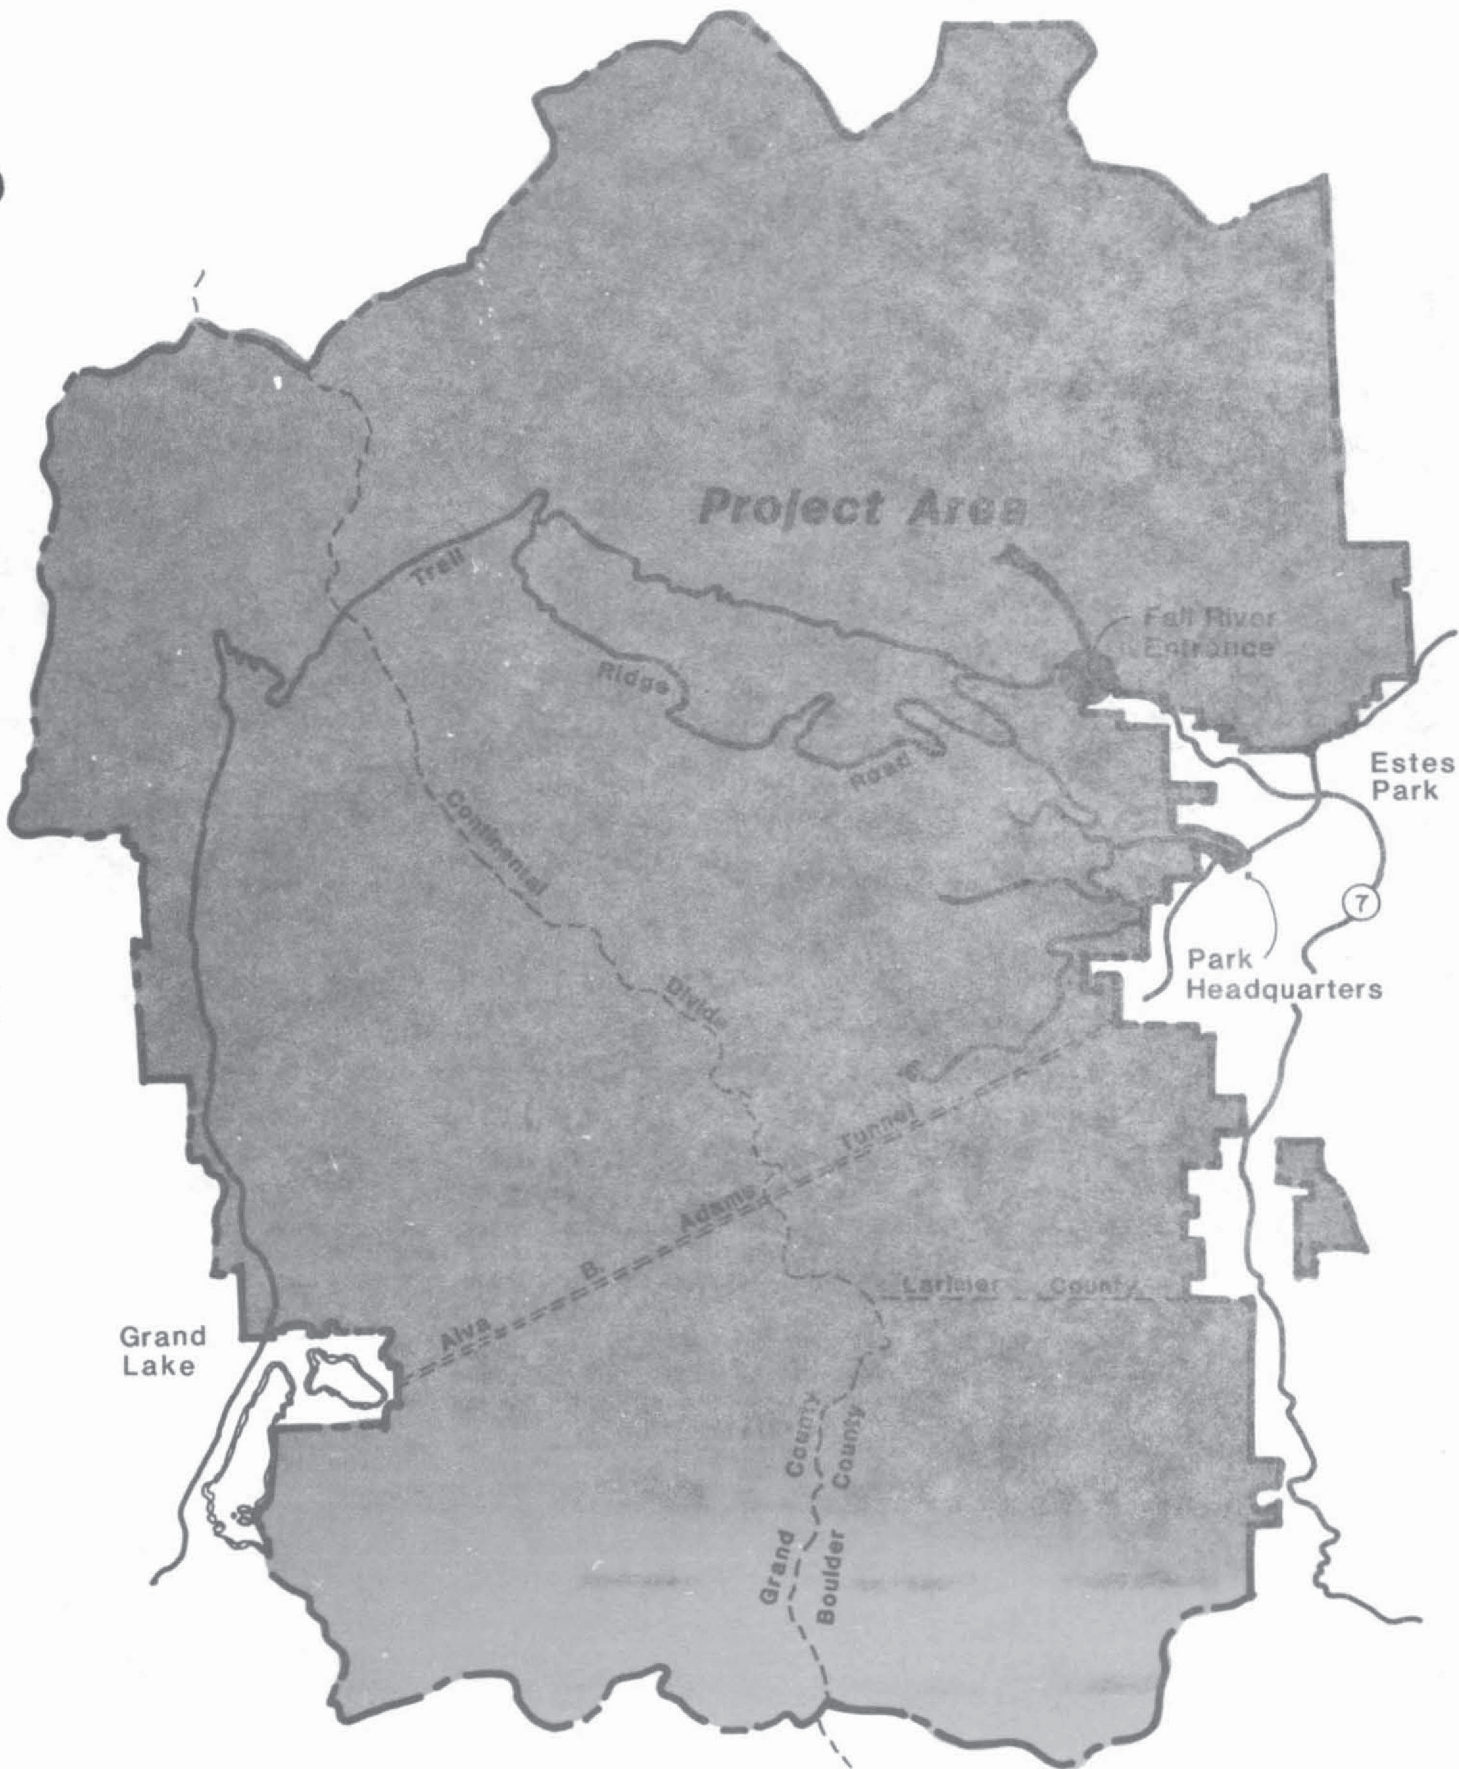 Project Area
Trail
Fall River
Entrance
Ridge
Road
Estes
Park
Continental
7
Park
Headquarters
Divide
Tunnel
Adams
B.
Alva
Larimer County
Grand
Lake
Grand County
Boulder County